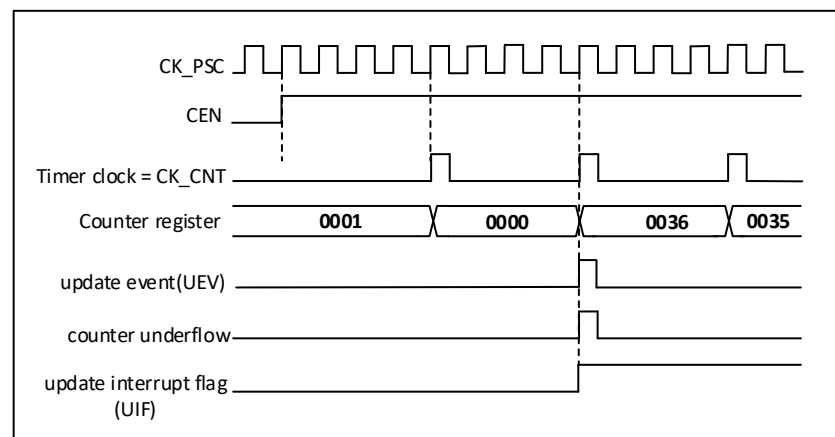 CK_PSC
CEN
Timer clock = CK_CNT
Counter register
0001
0000
0036
0035
update event(UEV)
counter underflow
update interrupt flag
(UIF)